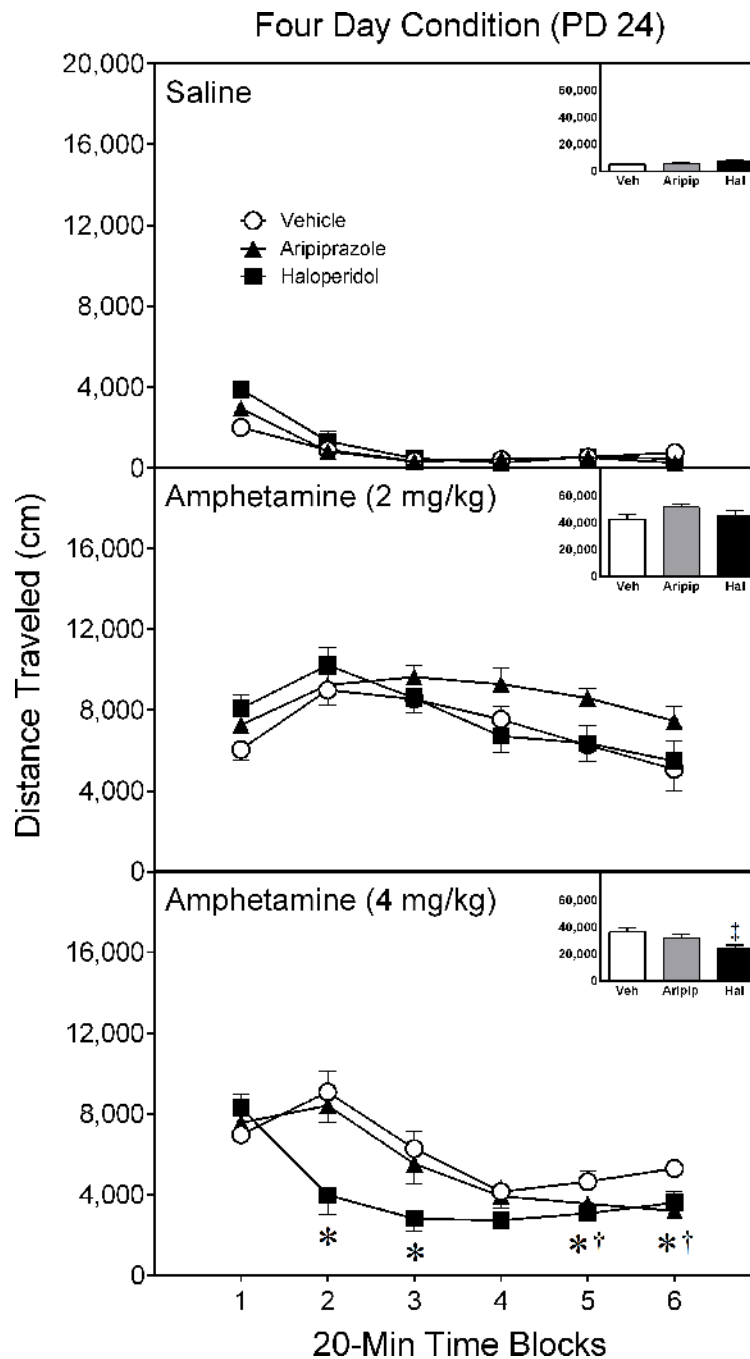 Four Day Condition (PD 24)
Distance Traveled (cm)
20,000
16,000
12,000
8,000
4,000
0
Saline
60,000
40,000
20,000
0
Veh Aripip Hal
Vehicle
Aripiprazole
Haloperidol
Amphetamine (2 mg/kg)
16,000
12,000
8,000
4,000
0
60,000
40,000
20,000
0
Veh Aripip Hal
Amphetamine (4 mg/kg)
16,000
12,000
8,000
4,000
0
60,000
40,000
20,000
0
‡
Veh Aripip Hal
* * *† *†
1 2 3 4 5 6
20-Min Time Blocks